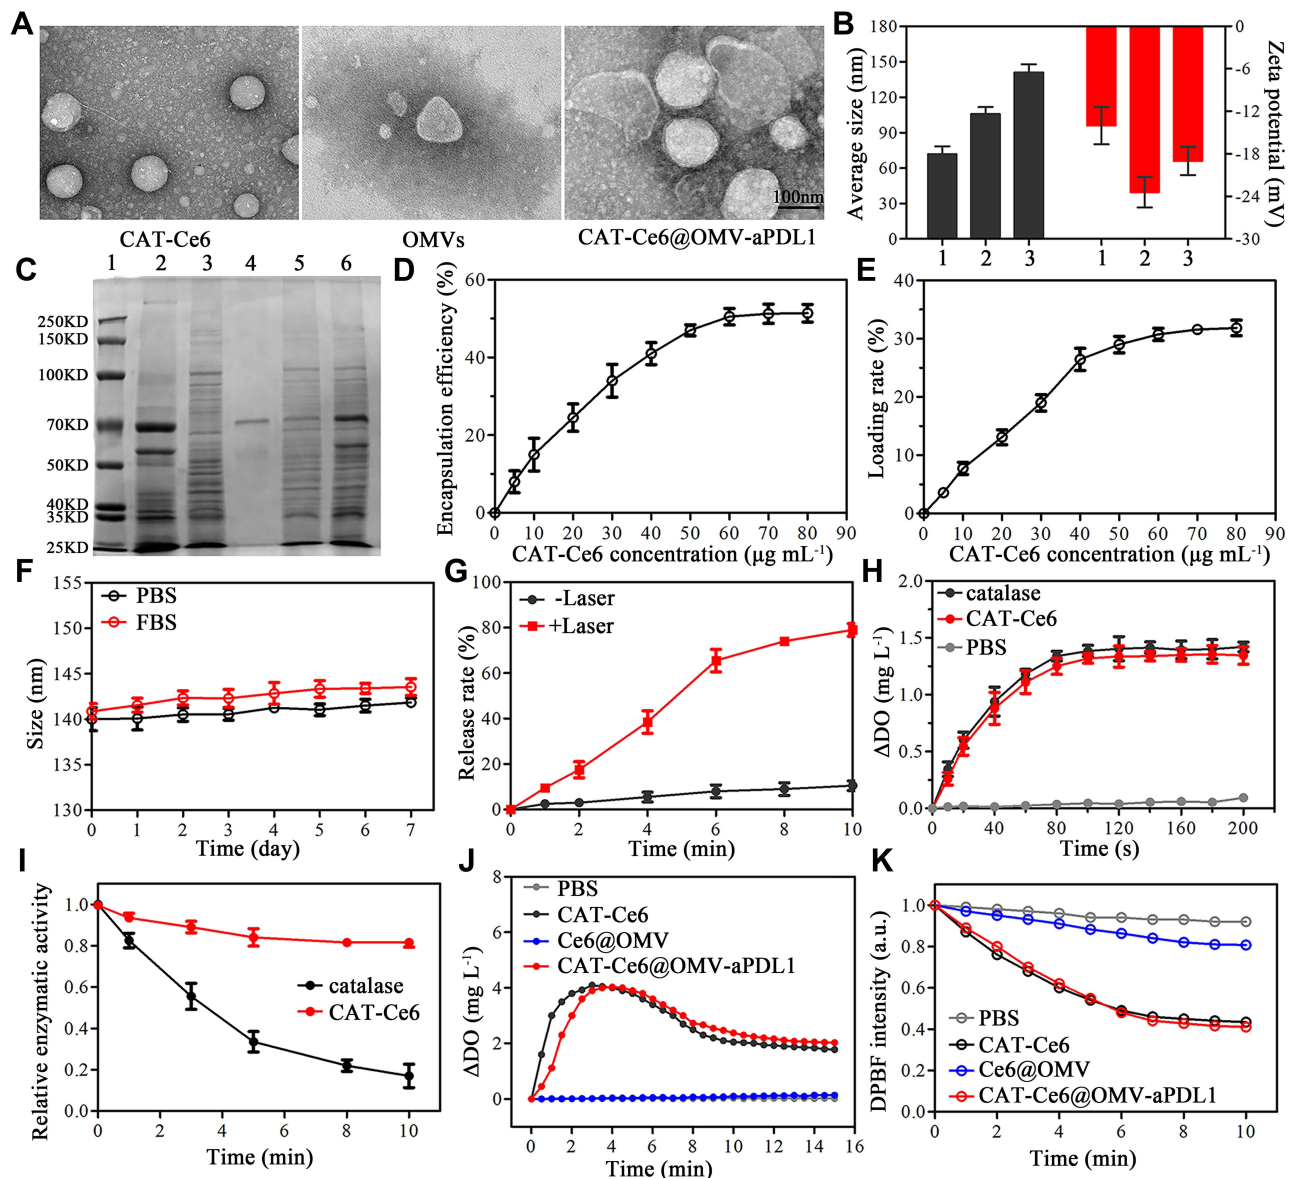 A
CAT-Ce6
OMVs
CAT-Ce6@OMV-aPDL1
100nm
B
Average size (nm)
180
150
120
90
60
30
0
1 2 3 1 2 3
0
-6
-12
-18
-24
-30
Zeta potential (mV)
C
1 2 3 4 5 6
250KD
150KD
100KD
70KD
50KD
40KD
35KD
25KD
D
Encapsulation efficiency (%)
60
40
20
0
0 10 20 30 40 50 60 70 80 90
CAT-Ce6 concentration (μg mL⁻¹)
E
Loading rate (%)
40
30
20
10
0
0 10 20 30 40 50 60 70 80 90
CAT-Ce6 concentration (μg mL⁻¹)
F
Size (nm)
155
150
145
140
135
130
PBS
FBS
0 1 2 3 4 5 6 7
Time (day)
G
Release rate (%)
100
80
60
40
20
0
-Laser
+Laser
0 2 4 6 8 10
Time (min)
H
ΔDO (mg L⁻¹)
2.0
1.5
1.0
0.5
0.0
catalase
CAT-Ce6
PBS
0 40 80 120 160 200
Time (s)
I
Relative enzymatic activity
1.0
0.8
0.6
0.4
0.2
0.0
catalase
CAT-Ce6
0 2 4 6 8 10
Time (min)
J
ΔDO (mg L⁻¹)
8
6
4
2
0
PBS
CAT-Ce6
Ce6@OMV
CAT-Ce6@OMV-aPDL1
0 2 4 6 8 10 12 14 16
Time (min)
K
DPBF intensity (a.u.)
1.0
0.8
0.6
0.4
0.2
0.0
PBS
CAT-Ce6
Ce6@OMV
CAT-Ce6@OMV-aPDL1
0 2 4 6 8 10
Time (min)